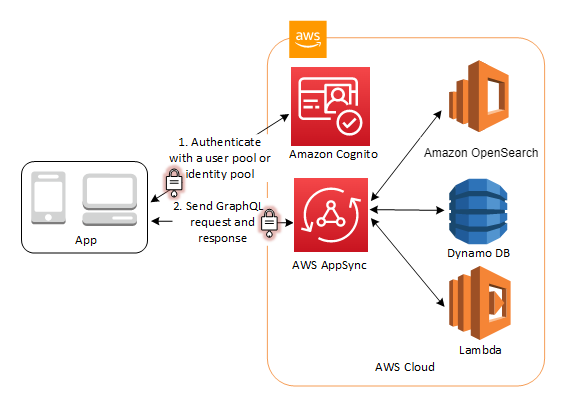 aws
1. Authenticate
with a user pool or
identity pool
Amazon Cognito
Amazon OpenSearch
App
2. Send GraphQL
request and
response
AWS AppSync
Dynamo DB
Lambda
AWS Cloud